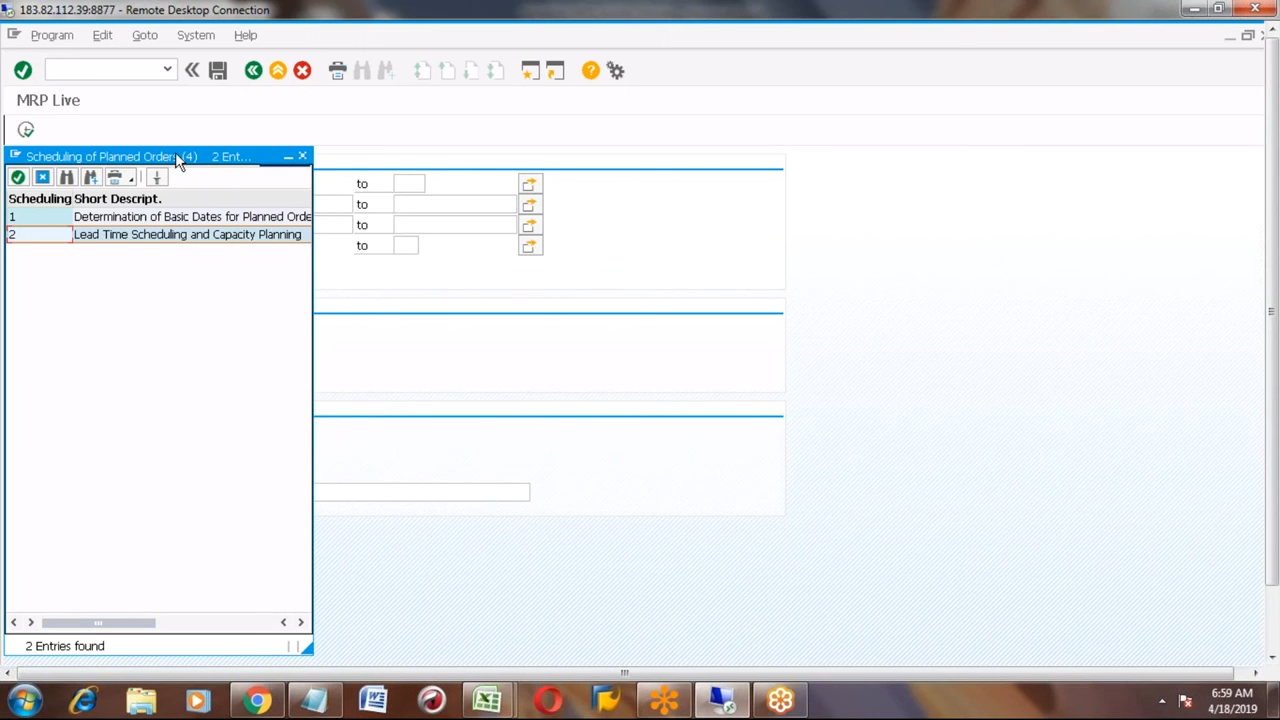 183.82.112.39:8877 - Remote Desktop Connection
Program Edit Goto System Help
MRP Live
Scheduling of Planned Orders (4) 2 Ent...
Scheduling Short Descript.
1 Determination of Basic Dates for Planned Orde
2 Lead Time Scheduling and Capacity Planning
to
to
to
to
2 Entries found
6:59 AM
4/18/2019